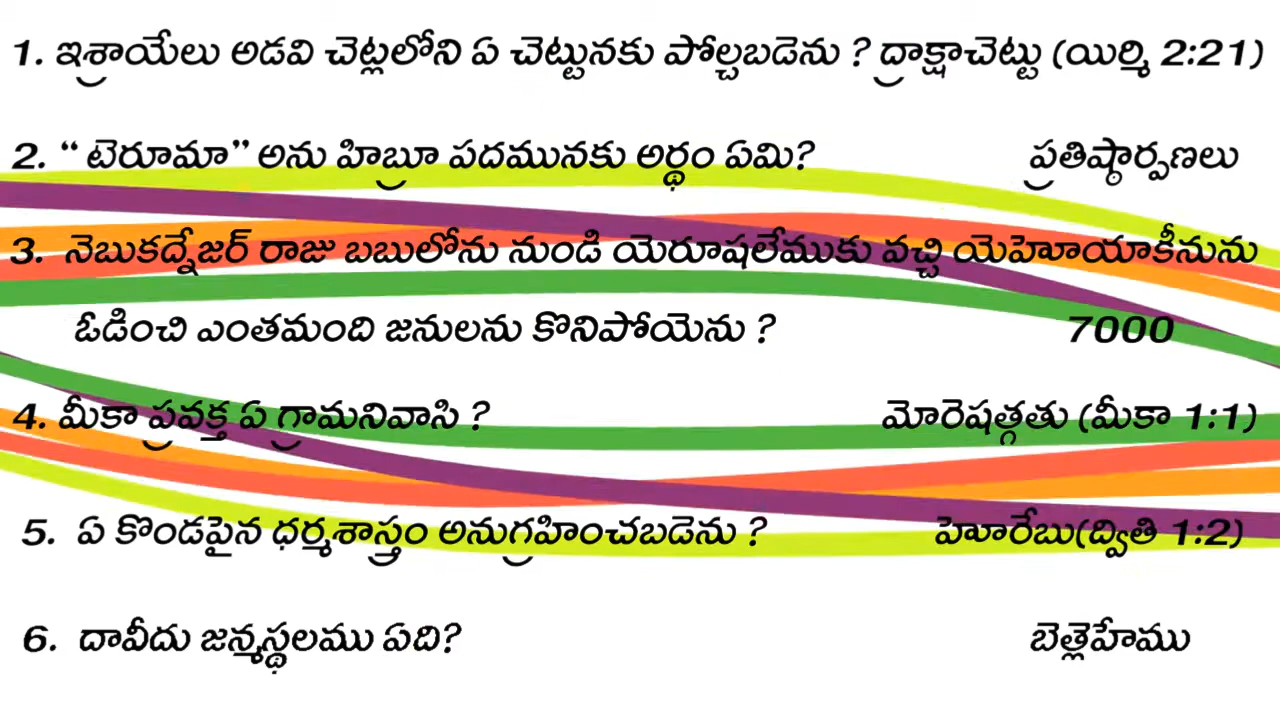 1. ఇశ్రాయేలు అడవి చెట్లలోని ఏ చెట్టునకు పోల్చబడెను ? ద్రాక్షాచెట్టు (యిర్మి 2:21)
2. “ టెరూమా” అను హిబ్రూ పదమునకు అర్థం ఏమి? ప్రతిష్ఠార్పణలు
3. నెబుకద్నేజర్ రాజు బబులోను నుండి యెరూషలేముకు వచ్చి యెహెూయాకీనును
ఓడించి ఎంతమంది జనులను కొనిపోయెను ? 7000
4. మీకా ప్రవక్త ఏ గ్రామనివాసి ? మోరెషత్గతు (మీకా 1:1)
5. ఏ కొండపైన ధర్మశాస్త్రం అనుగ్రహించబడెను ? హెూరేబు(ద్వితి 1:2)
6. దావీదు జన్మస్థలము ఏది? బెత్లెహేము